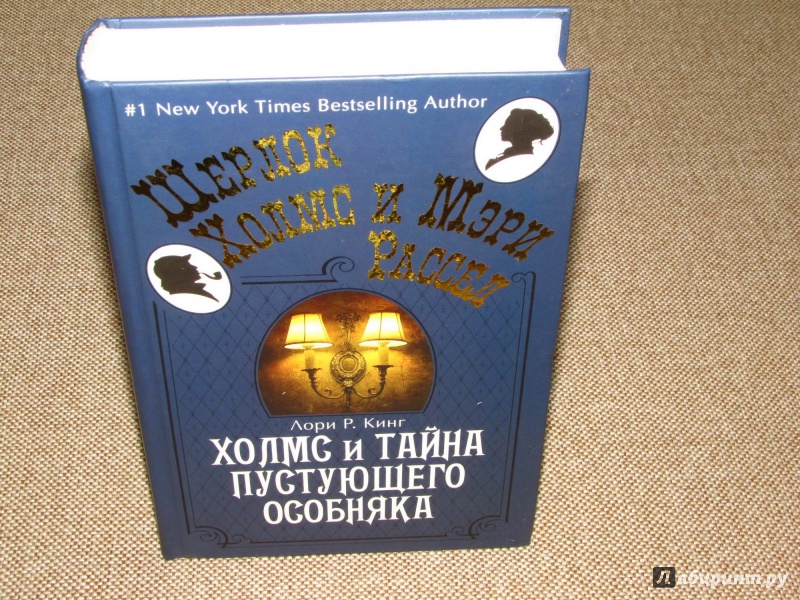 #1 New York Times Bestselling Author
Шерлок
Холмс и Мэри
Рассел
Лори Р. Кинг
ХОЛМС и ТАЙНА
ПУСТУЮЩЕГО
ОСОБНЯКА
Лабиринт.ру